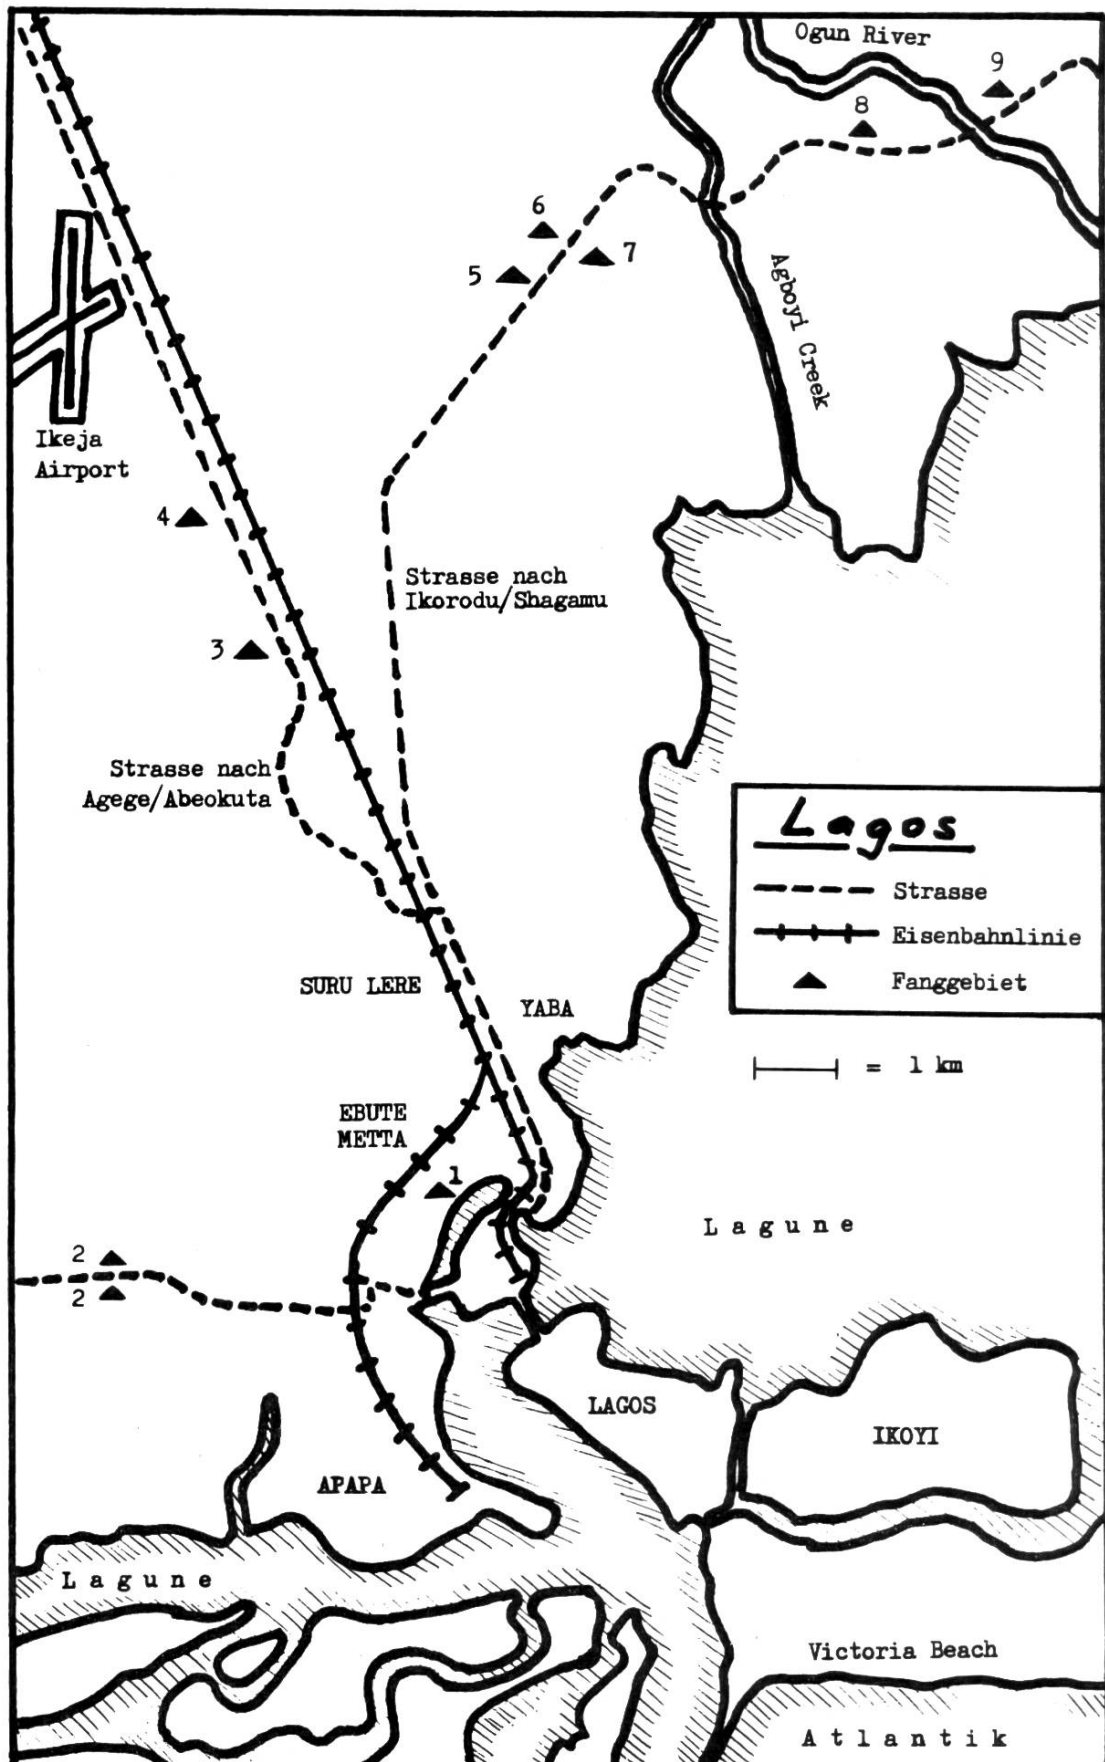 Ogun River
9
8
6
7
5
Agboyi Creek
Ikeja
Airport
4
Strasse nach
Ikorodu/Shagamu
3
Strasse nach
Agege/Abeokuta
Lagos
Strasse
Eisenbahnlinie
Fanggebiet
SURU LERE
YABA
= 1 km
EBUTE
METTA
1
Lagune
2
2
LAGOS
IKOYI
APAPA
Lagune
Victoria Beach
Atlantik